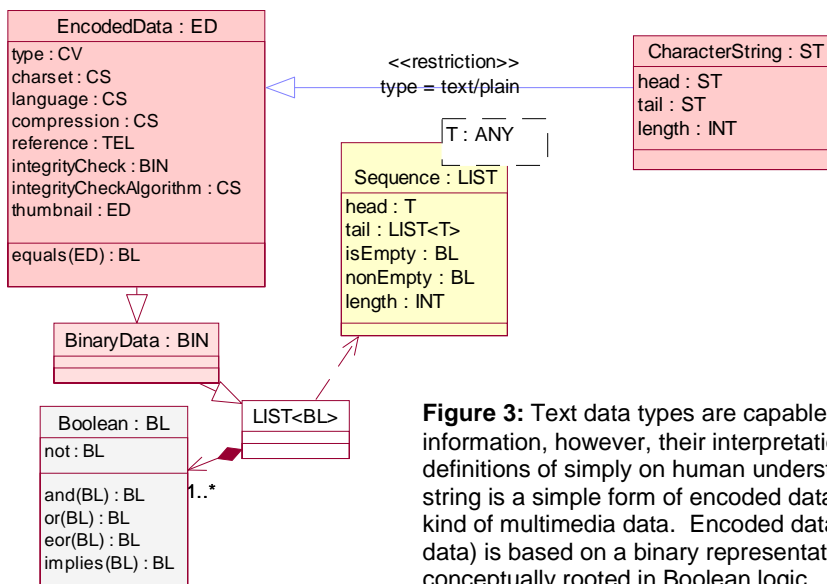 EncodedData : ED
type : CV
charset : CS
language : CS
compression : CS
reference : TEL
integrityCheck : BIN
integrityCheckAlgorithm : CS
thumbnail : ED
equals(ED) : BL
<<restriction>>
type = text/plain
CharacterString : ST
head : ST
tail : ST
length : INT
T : ANY
Sequence : LIST
head : T
tail : LIST<T>
isEmpty : BL
nonEmpty : BL
length : INT
BinaryData : BIN
LIST<BL>
1..*
Boolean : BL
not : BL
and(BL) : BL
or(BL) : BL
eor(BL) : BL
implies(BL) : BL
Figure 3: Text data types are capable
information, however, their interpretatio
definitions of simply on human underst
string is a simple form of encoded data
kind of multimedia data. Encoded data
data) is based on a binary representat
conceptually rooted in Boolean logic